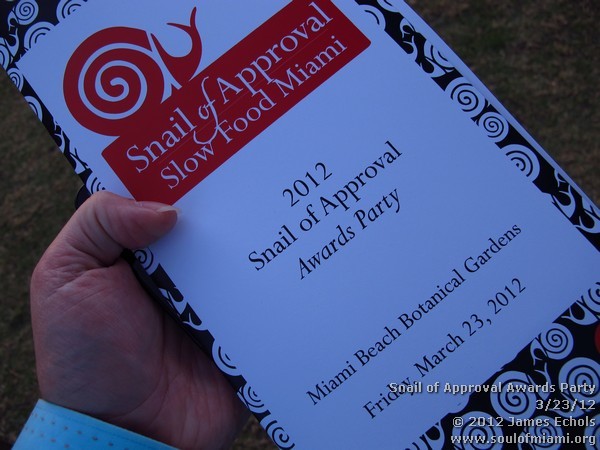 Snail of Approval
Slow Food Miami
2012
Snail of Approval
Awards Party
Miami Beach Botanical Gardens
Friday, March 23, 2012
Snail of Approval Awards Party
3/23/12
© 2012 James Echols
www.soulofmiami.org